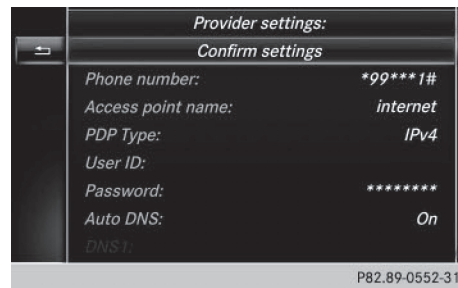 Provider settings:
Confirm settings
Phone number: *99***1#
Access point name: internet
PDP Type: IPv4
User ID:
Password: ********
Auto DNS: On
DNS1:
P82.89-0552-31